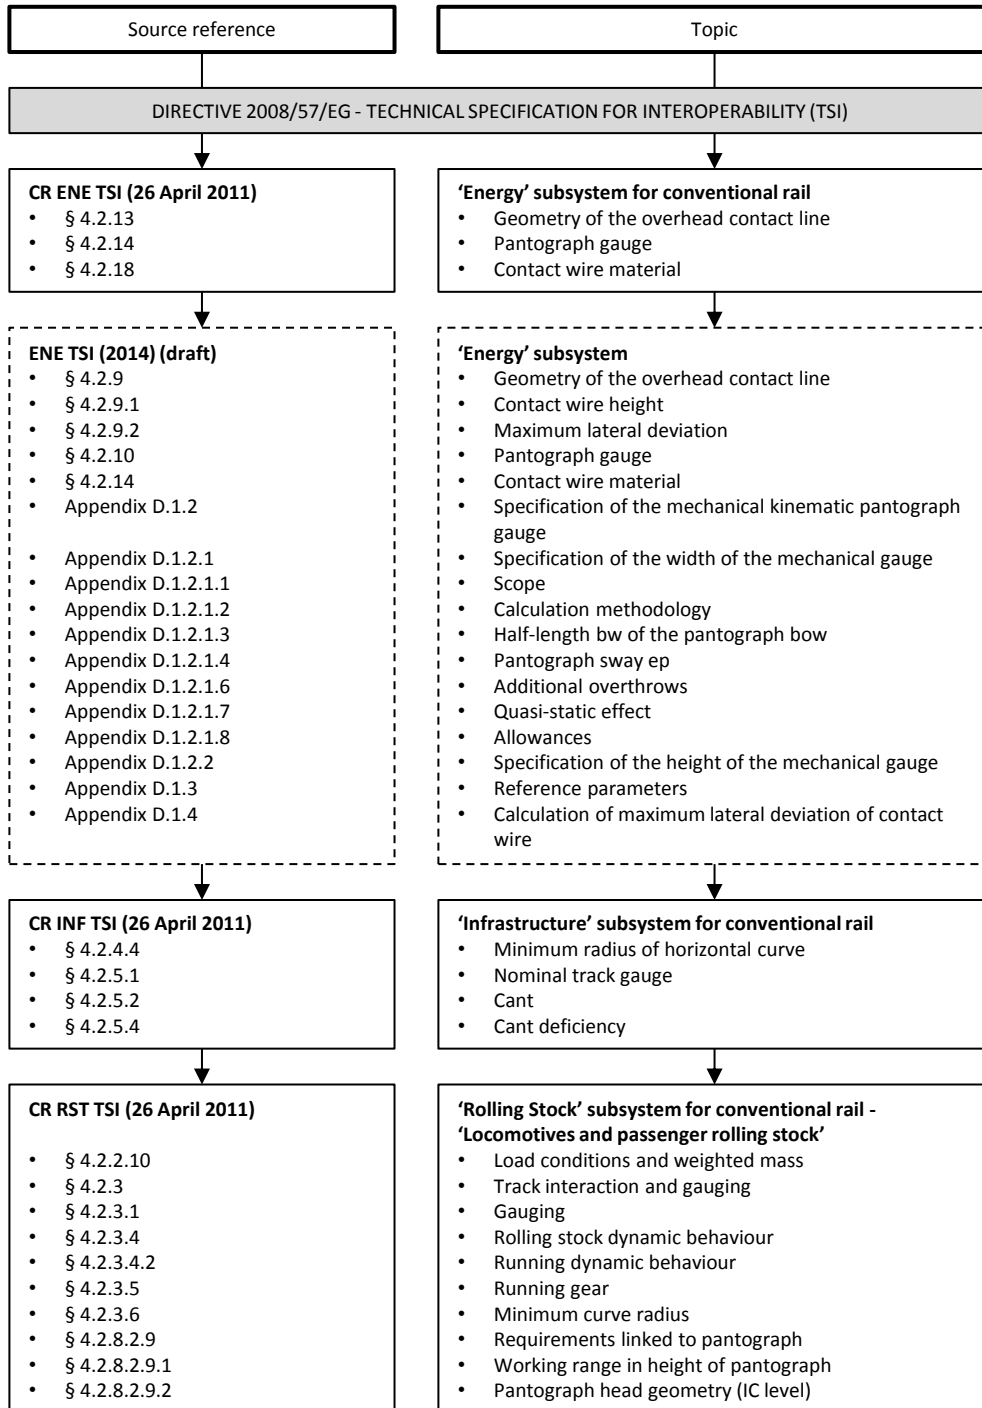 Source reference
Topic
DIRECTIVE 2008/57/EG - TECHNICAL SPECIFICATION FOR INTEROPERABILITY (TSI)
CR ENE TSI (26 April 2011)
• § 4.2.13
• § 4.2.14
• § 4.2.18
‘Energy’ subsystem for conventional rail
• Geometry of the overhead contact line
• Pantograph gauge
• Contact wire material
ENE TSI (2014) (draft)
• § 4.2.9
• § 4.2.9.1
• § 4.2.9.2
• § 4.2.10
• § 4.2.14
• Appendix D.1.2
• Appendix D.1.2.1
• Appendix D.1.2.1.1
• Appendix D.1.2.1.2
• Appendix D.1.2.1.3
• Appendix D.1.2.1.4
• Appendix D.1.2.1.6
• Appendix D.1.2.1.7
• Appendix D.1.2.1.8
• Appendix D.1.2.2
• Appendix D.1.3
• Appendix D.1.4
‘Energy’ subsystem
• Geometry of the overhead contact line
• Contact wire height
• Maximum lateral deviation
• Pantograph gauge
• Contact wire material
• Specification of the mechanical kinematic pantograph
gauge
• Specification of the width of the mechanical gauge
• Scope
• Calculation methodology
• Half-length bw of the pantograph bow
• Pantograph sway ep
• Additional overthrows
• Quasi-static effect
• Allowances
• Specification of the height of the mechanical gauge
• Reference parameters
• Calculation of maximum lateral deviation of contact
wire
CR INF TSI (26 April 2011)
• § 4.2.4.4
• § 4.2.5.1
• § 4.2.5.2
• § 4.2.5.4
‘Infrastructure’ subsystem for conventional rail
• Minimum radius of horizontal curve
• Nominal track gauge
• Cant
• Cant deficiency
CR RST TSI (26 April 2011)
• § 4.2.2.10
• § 4.2.3
• § 4.2.3.1
• § 4.2.3.4
• § 4.2.3.4.2
• § 4.2.3.5
• § 4.2.3.6
• § 4.2.8.2.9
• § 4.2.8.2.9.1
• § 4.2.8.2.9.2
‘Rolling Stock’ subsystem for conventional rail -
‘Locomotives and passenger rolling stock’
• Load conditions and weighted mass
• Track interaction and gauging
• Gauging
• Rolling stock dynamic behaviour
• Running dynamic behaviour
• Running gear
• Minimum curve radius
• Requirements linked to pantograph
• Working range in height of pantograph
• Pantograph head geometry (IC level)